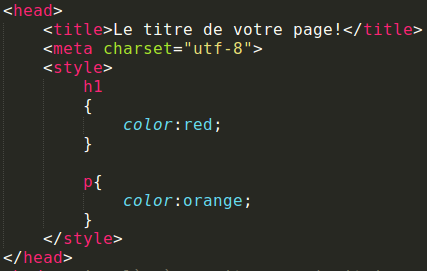 <head>
<title>Le titre de votre page!</title>
<meta charset="utf-8">
<style>
h1
{
color:red;
}
p{
color:orange;
}
</style>
</head>